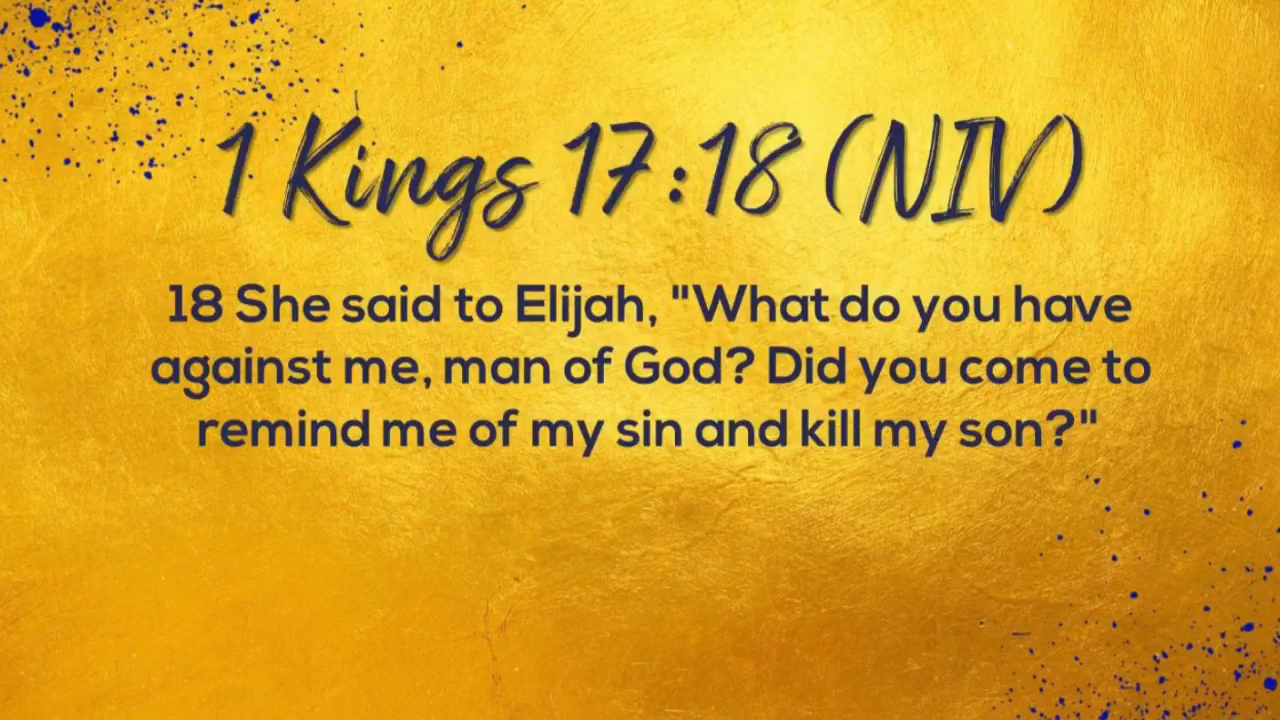 1 Kings 17:18 (NIV)
18 She said to Elijah, "What do you have
against me, man of God? Did you come to
remind me of my sin and kill my son?"